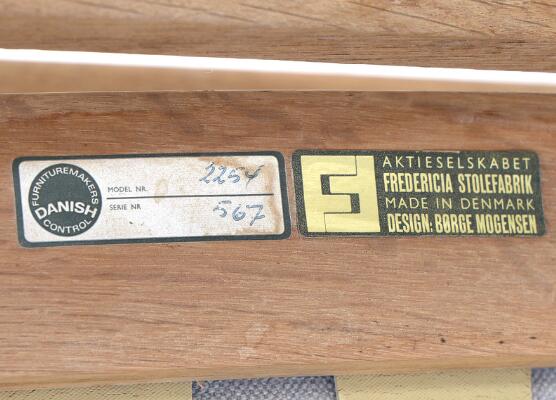 FURNITUREMAKERS
DANISH
CONTROL
MODEL NR. 2254
SERIE NR 567
AKTIESELSKABET
FREDERICIA STOLEFABRIK
MADE IN DENMARK
DESIGN: BØRGE MOGENSEN